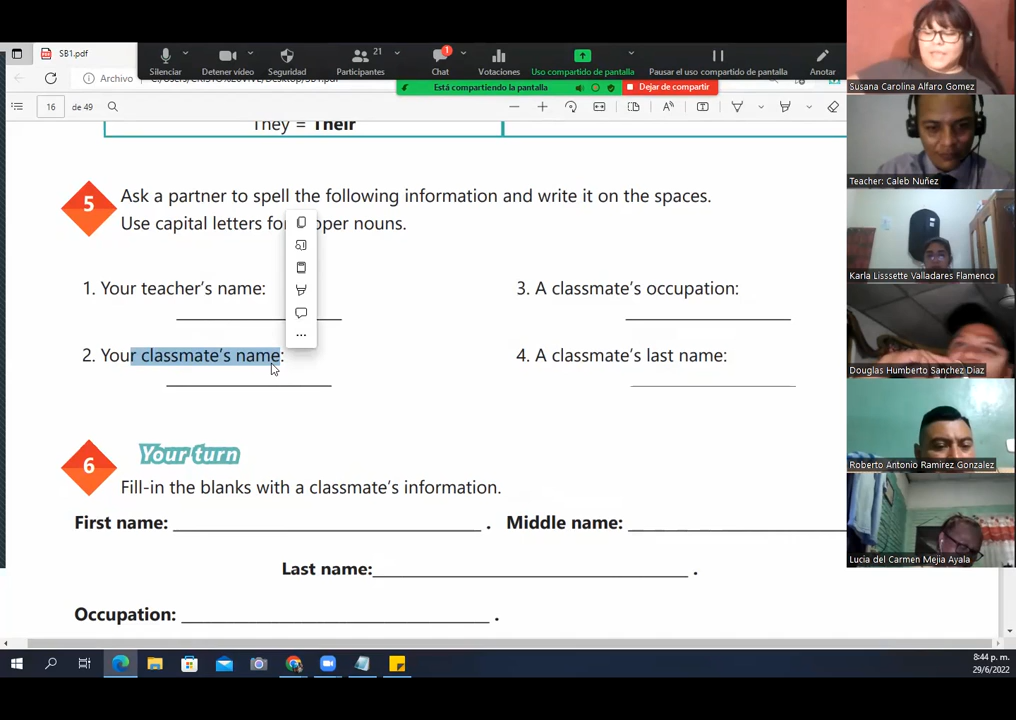 SB1.pdf
Silenciar
Detener video
Seguridad
21
Participantes
1
Chat
Votaciones
Uso compartido de pantalla
Pausar el uso compartido de pantalla
Anotar
Está compartiendo la pantalla
Dejar de compartir
Archivo
16 de 49
They = Their
5
Ask a partner to spell the following information and write it on the spaces.
Use capital letters for oper nouns.
1. Your teacher's name:
3. A classmate's occupation:
2. Your classmate's name:
4. A classmate's last name:
6
Your turn
Fill-in the blanks with a classmate's information.
First name: . Middle name:
Last name: .
Occupation: .
Susana Carolina Alfaro Gomez
Teacher: Caleb Nuñez
Karla Lisssette Valladares Flamenco
Douglas Humberto Sanchez Diaz
Roberto Antonio Ramirez Gonzalez
Lucia del Carmen Mejia Ayala
8:44 p. m.
29/6/2022